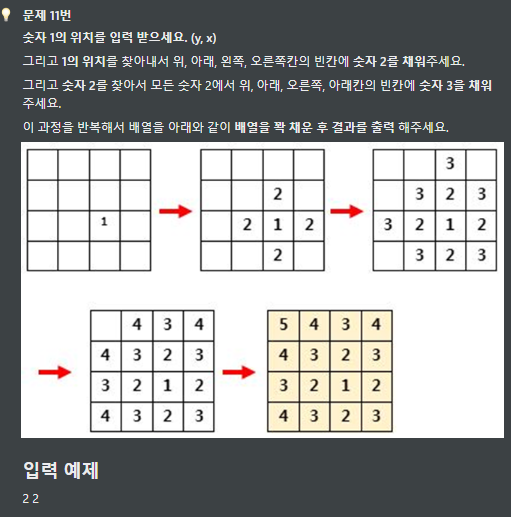 문제 11번
숫자 1의 위치를 입력 받으세요. (y, x)
그리고 1의 위치를 찾아내서 위, 아래, 왼쪽, 오른쪽칸의 빈칸에 숫자 2를 채워주세요.
그리고 숫자 2를 찾아서 모든 숫자 2에서 위, 아래, 오른쪽, 아래칸의 빈칸에 숫자 3을 채워
주세요.
이 과정을 반복해서 배열을 아래와 같이 배열을 꽉 채운 후 결과를 출력 해주세요.
3
2 3 2 3
1 2 1 2 3 2 1 2
2 3 2 3
4 3 4 5 4 3 4
4 3 2 3 4 3 2 3
3 2 1 2 3 2 1 2
4 3 2 3 4 3 2 3
입력 예제
2 2